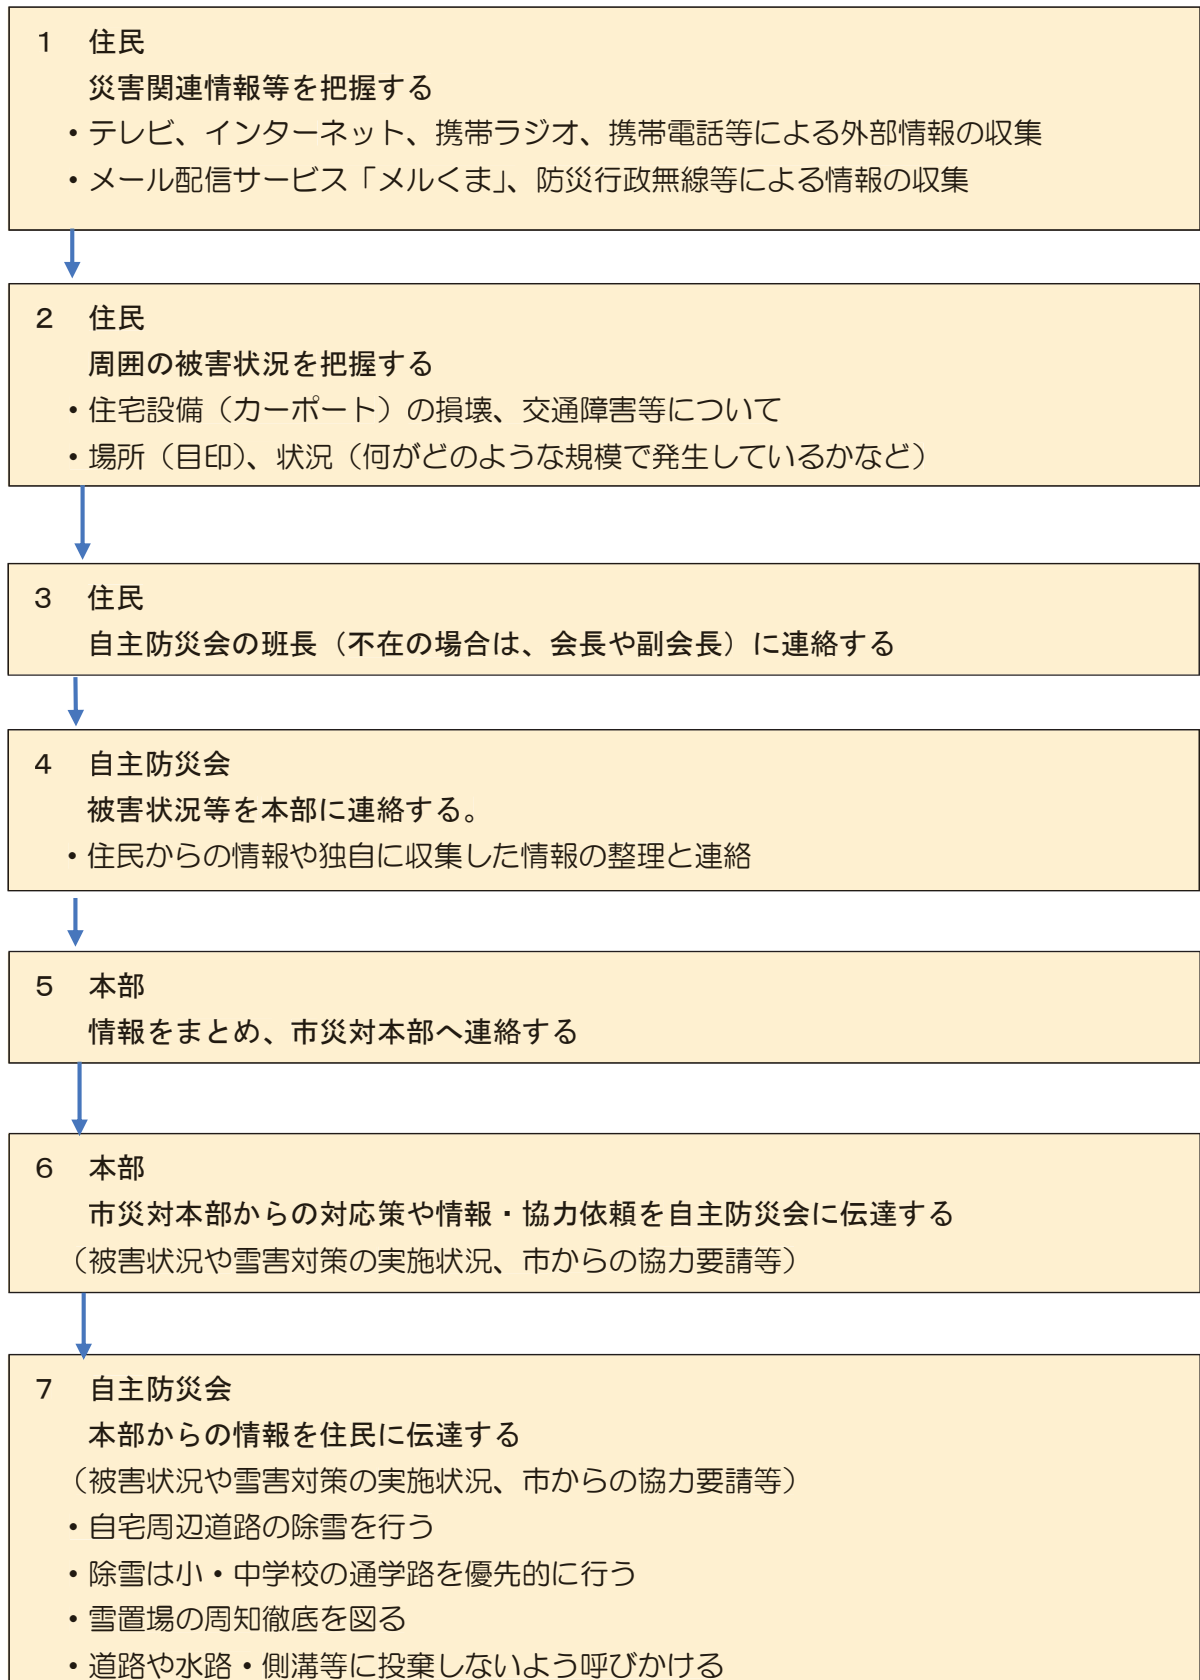 １　住民
災害関連情報等を把握する
・テレビ、インターネット、携帯ラジオ、携帯電話等による外部情報の収集
・メール配信サービス「メルくま」、防災行政無線等による情報の収集
２　住民
周囲の被害状況を把握する
・住宅設備（カーポート）の損壊、交通障害等について
・場所（目印）、状況（何がどのような規模で発生しているかなど）
３　住民
自主防災会の班長（不在の場合は、会長や副会長）に連絡する
４　自主防災会
被害状況等を本部に連絡する。
・住民からの情報や独自に収集した情報の整理と連絡
５　本部
情報をまとめ、市災対本部へ連絡する
６　本部
市災対本部からの対応策や情報・協力依頼を自主防災会に伝達する
（被害状況や雪害対策の実施状況、市からの協力要請等）
７　自主防災会
本部からの情報を住民に伝達する
（被害状況や雪害対策の実施状況、市からの協力要請等）
・自宅周辺道路の除雪を行う
・除雪は小・中学校の通学路を優先的に行う
・雪置場の周知徹底を図る
・道路や水路・側溝等に投棄しないよう呼びかける